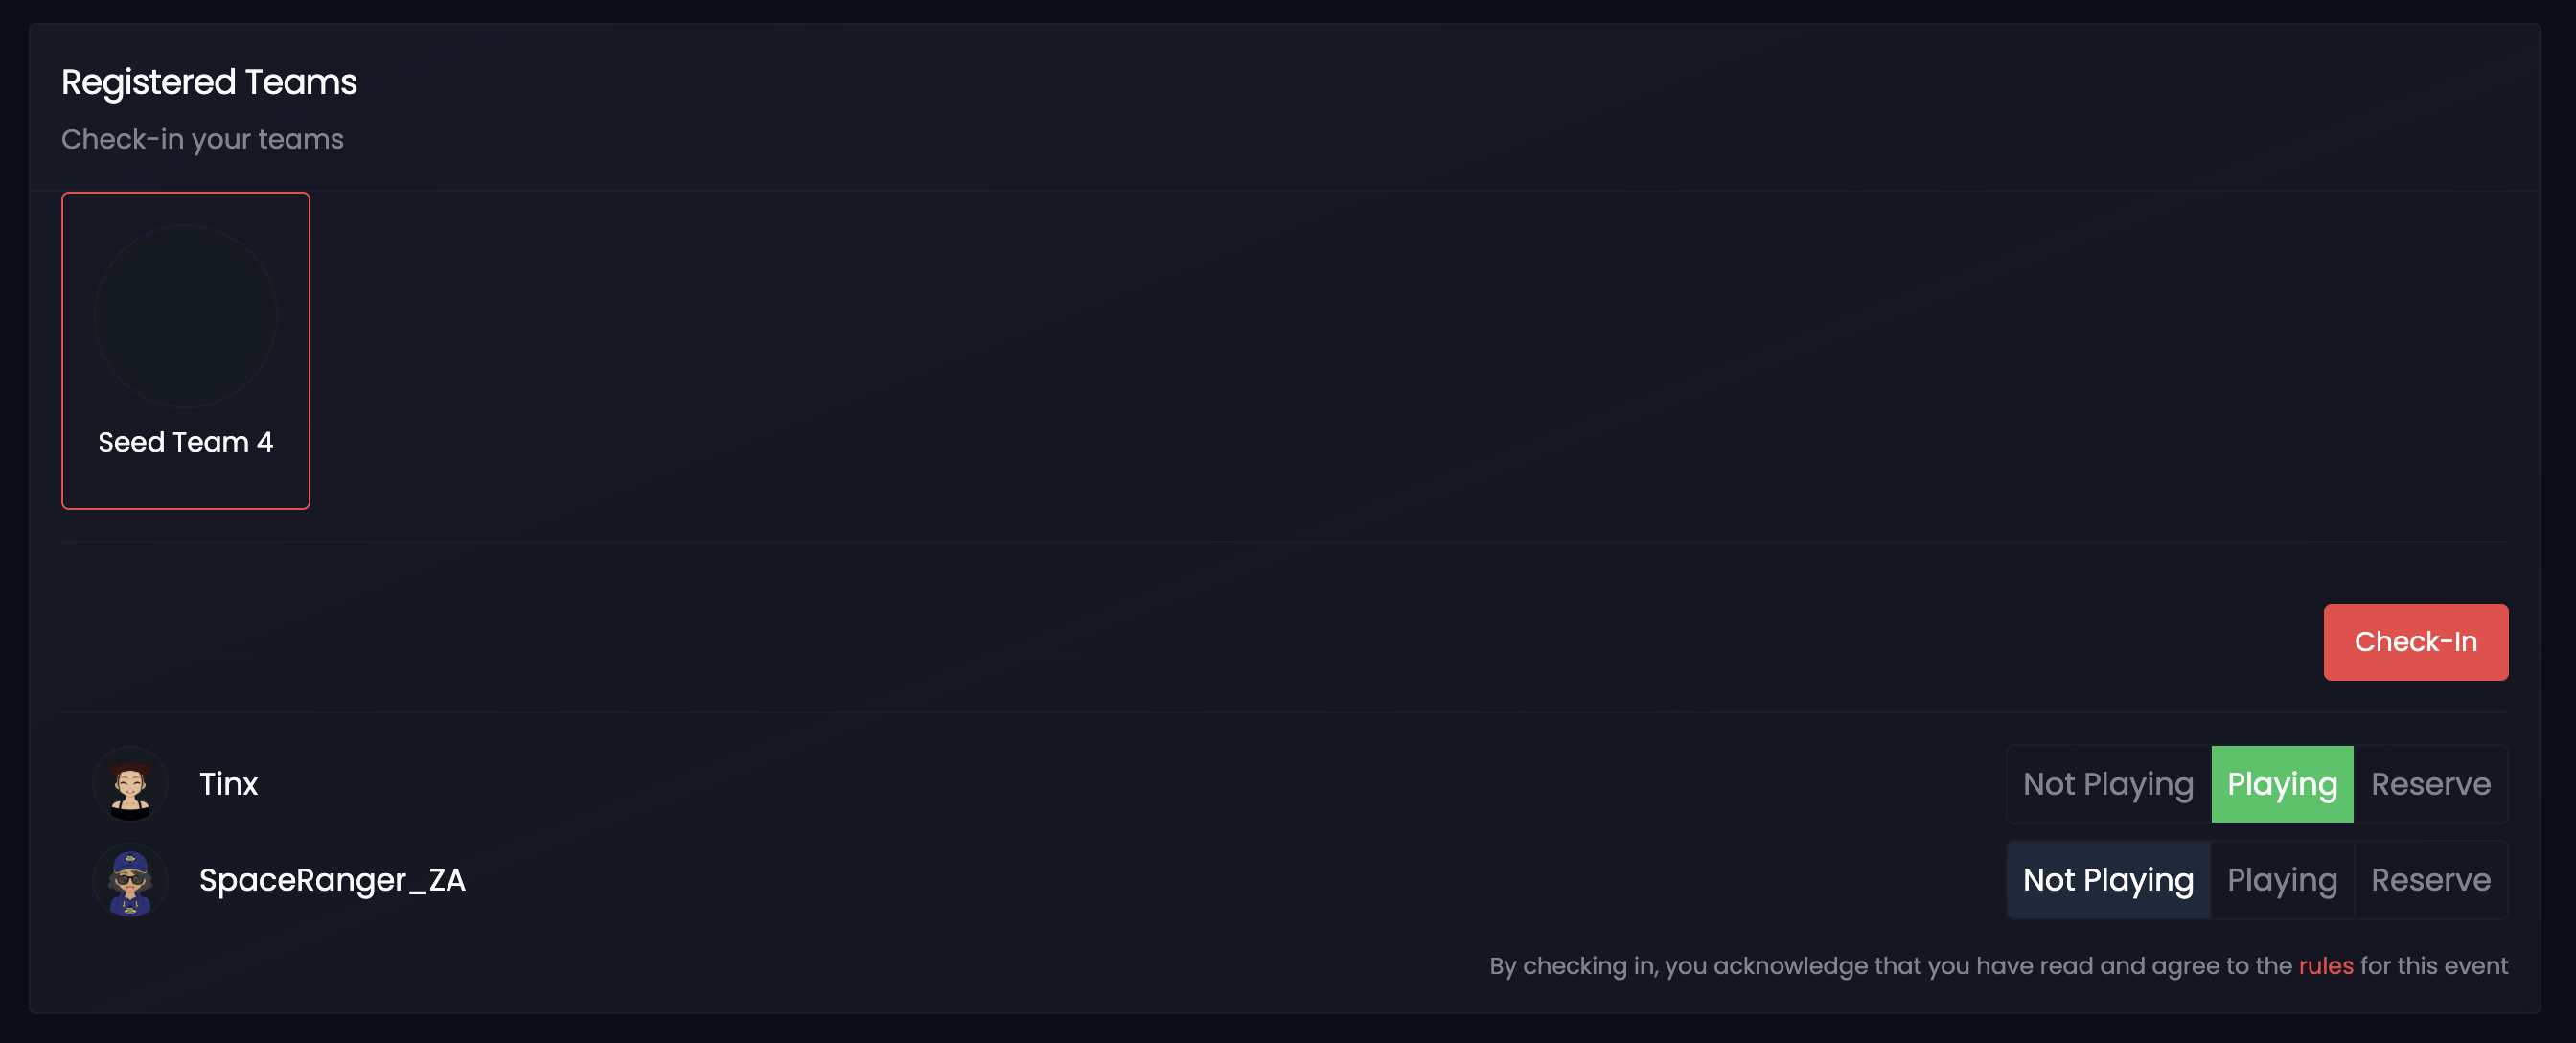 Registered Teams
Check-in your teams
Seed Team 4
Check-In
Tinx
Not Playing Playing Reserve
SpaceRanger_ZA
Not Playing Playing Reserve
By checking in, you acknowledge that you have read and agree to the rules for this event